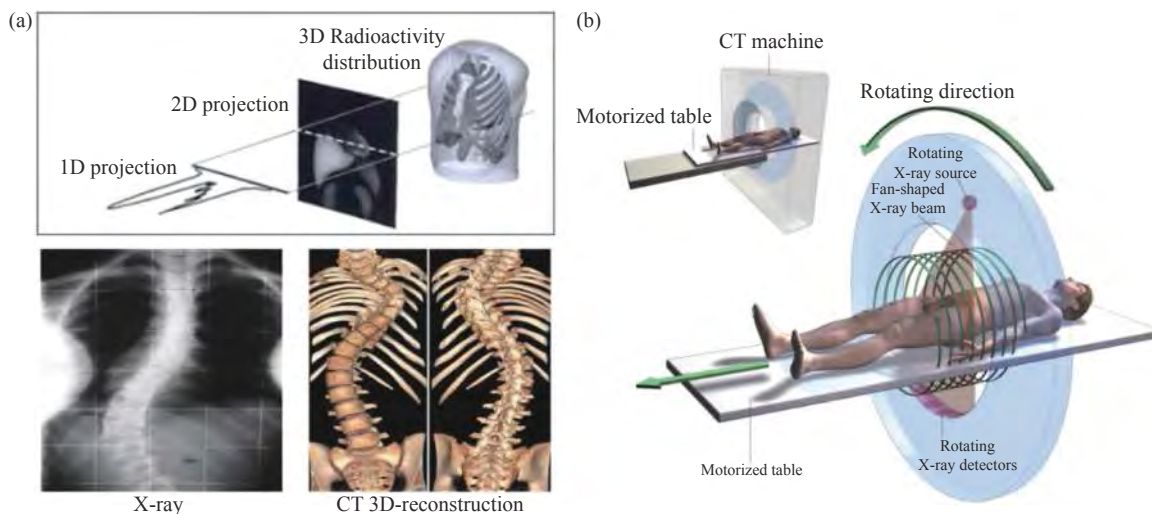 (a)
3D Radioactivity
distribution
2D projection
1D projection
X-ray
CT 3D-reconstruction
(b)
CT machine
Motorized table
Rotating direction
Rotating
X-ray source
Fan-shaped
X-ray beam
Motorized table
Rotating
X-ray detectors